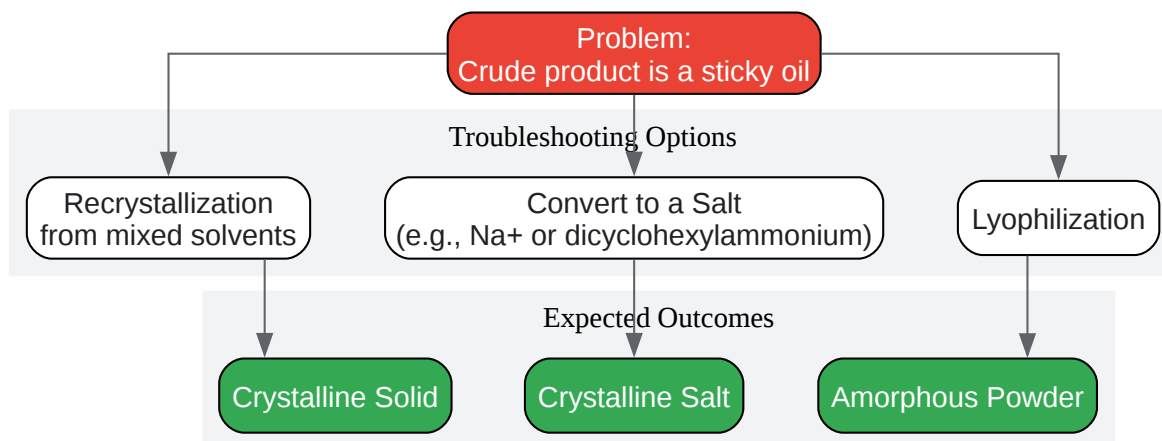 Problem:
Crude product is a sticky oil
Troubleshooting Options
Recrystallization
from mixed solvents
Convert to a Salt
(e.g., Na+ or dicyclohexylammonium)
Lyophilization
Expected Outcomes
Crystalline Solid
Crystalline Salt
Amorphous Powder